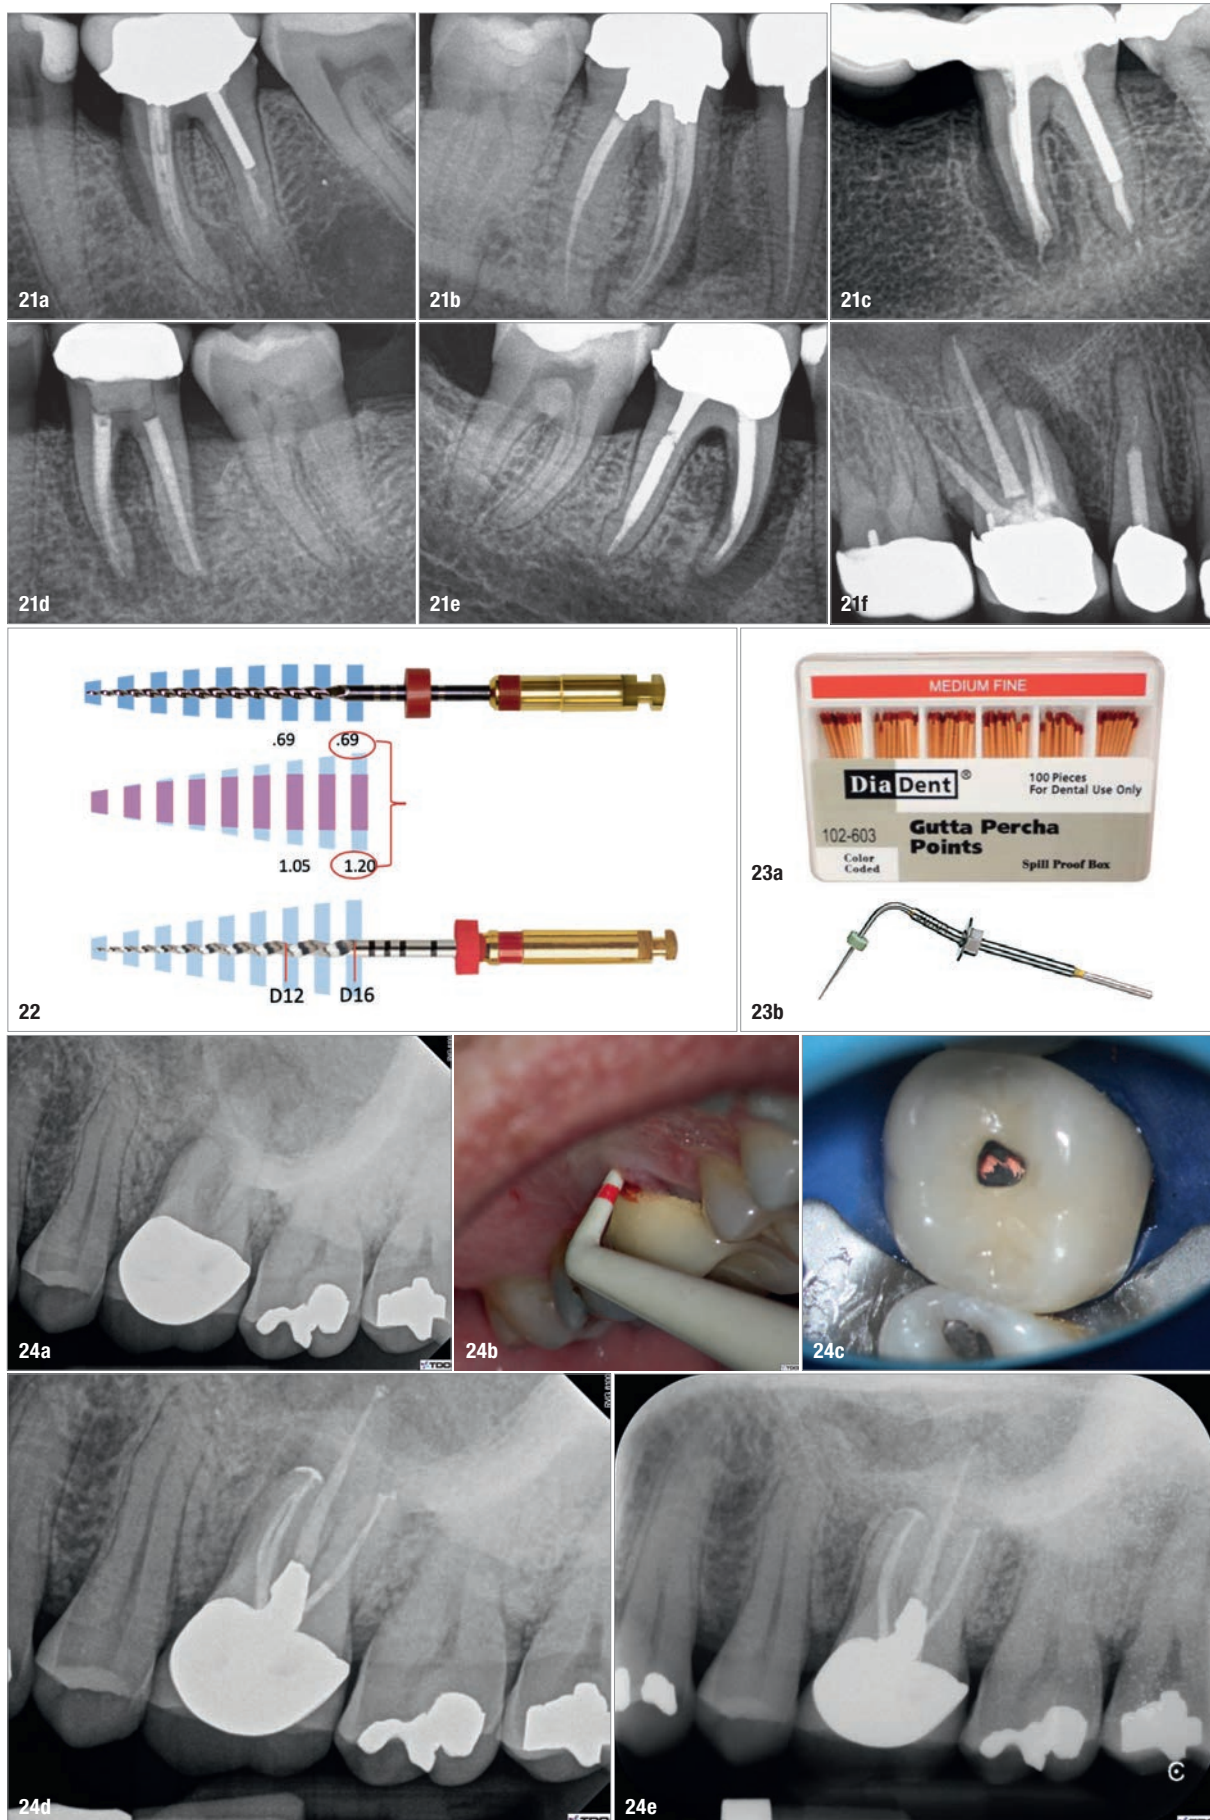 21a
21b
21c
21d
21e
21f
.69
.69
1.05
1.20
D12
D16
22
MEDIUM FINE
DiaDent®
100 Pieces
For Dental Use Only
102-603
Gutta Percha
Points
Color
Coded
Spill Proof Box
23a
23b
24a
TDO
24b
24c
24d
24e